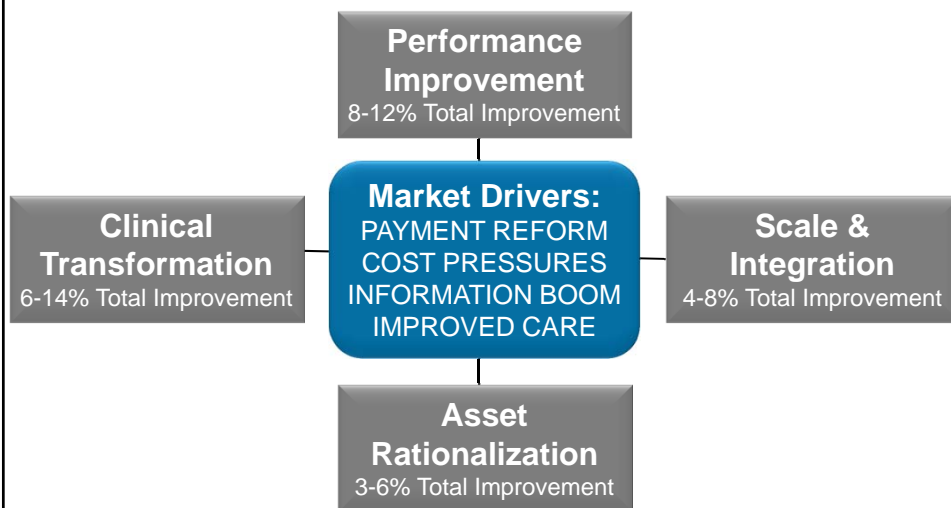 Performance
Improvement
8-12% Total Improvement
Clinical
Transformation
6-14% Total Improvement
Market Drivers:
PAYMENT REFORM
COST PRESSURES
INFORMATION BOOM
IMPROVED CARE
Scale &
Integration
4-8% Total Improvement
Asset
Rationalization
3-6% Total Improvement